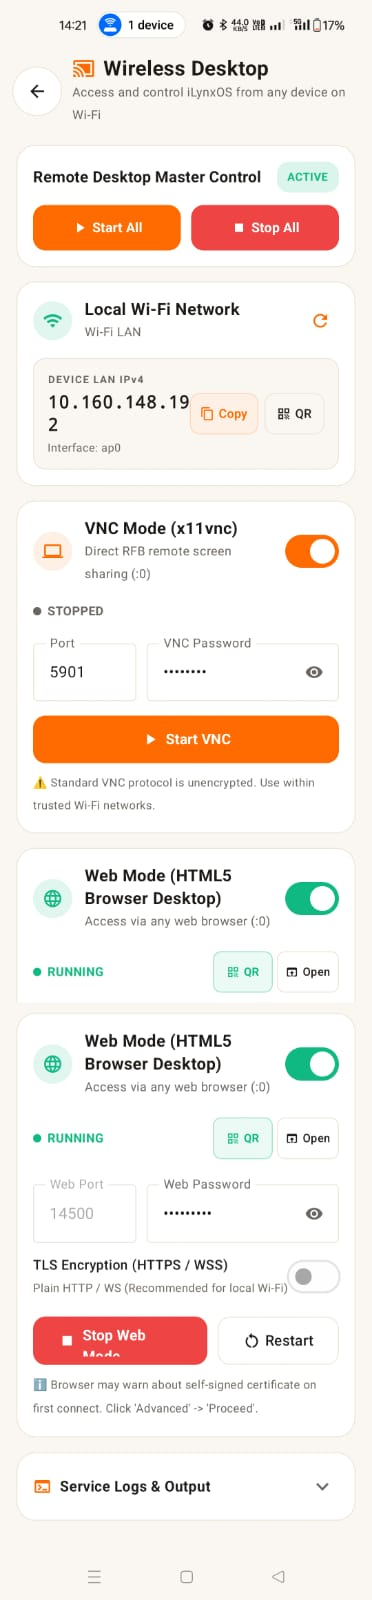 14:21
1 device
44.0 KB/S
5G
17%
Wireless Desktop
Access and control iLynxOS from any device on
Wi-Fi
Remote Desktop Master Control
ACTIVE
Start All
Stop All
Local Wi-Fi Network
Wi-Fi LAN
DEVICE LAN IPv4
10.160.148.19
2
Copy
QR
Interface: ap0
VNC Mode (x11vnc)
Direct RFB remote screen
sharing (:0)
STOPPED
Port
VNC Password
5901
••••••••
Start VNC
⚠️ Standard VNC protocol is unencrypted. Use within
trusted Wi-Fi networks.
Web Mode (HTML5
Browser Desktop)
Access via any web browser (:0)
RUNNING
QR
Open
Web Mode (HTML5
Browser Desktop)
Access via any web browser (:0)
RUNNING
QR
Open
Web Port
Web Password
14500
•••••••••
TLS Encryption (HTTPS / WSS)
Plain HTTP / WS (Recommended for local Wi-Fi)
Stop Web
Mode
Restart
ℹ️ Browser may warn about self-signed certificate on
first connect. Click 'Advanced' -> 'Proceed'.
Service Logs & Output